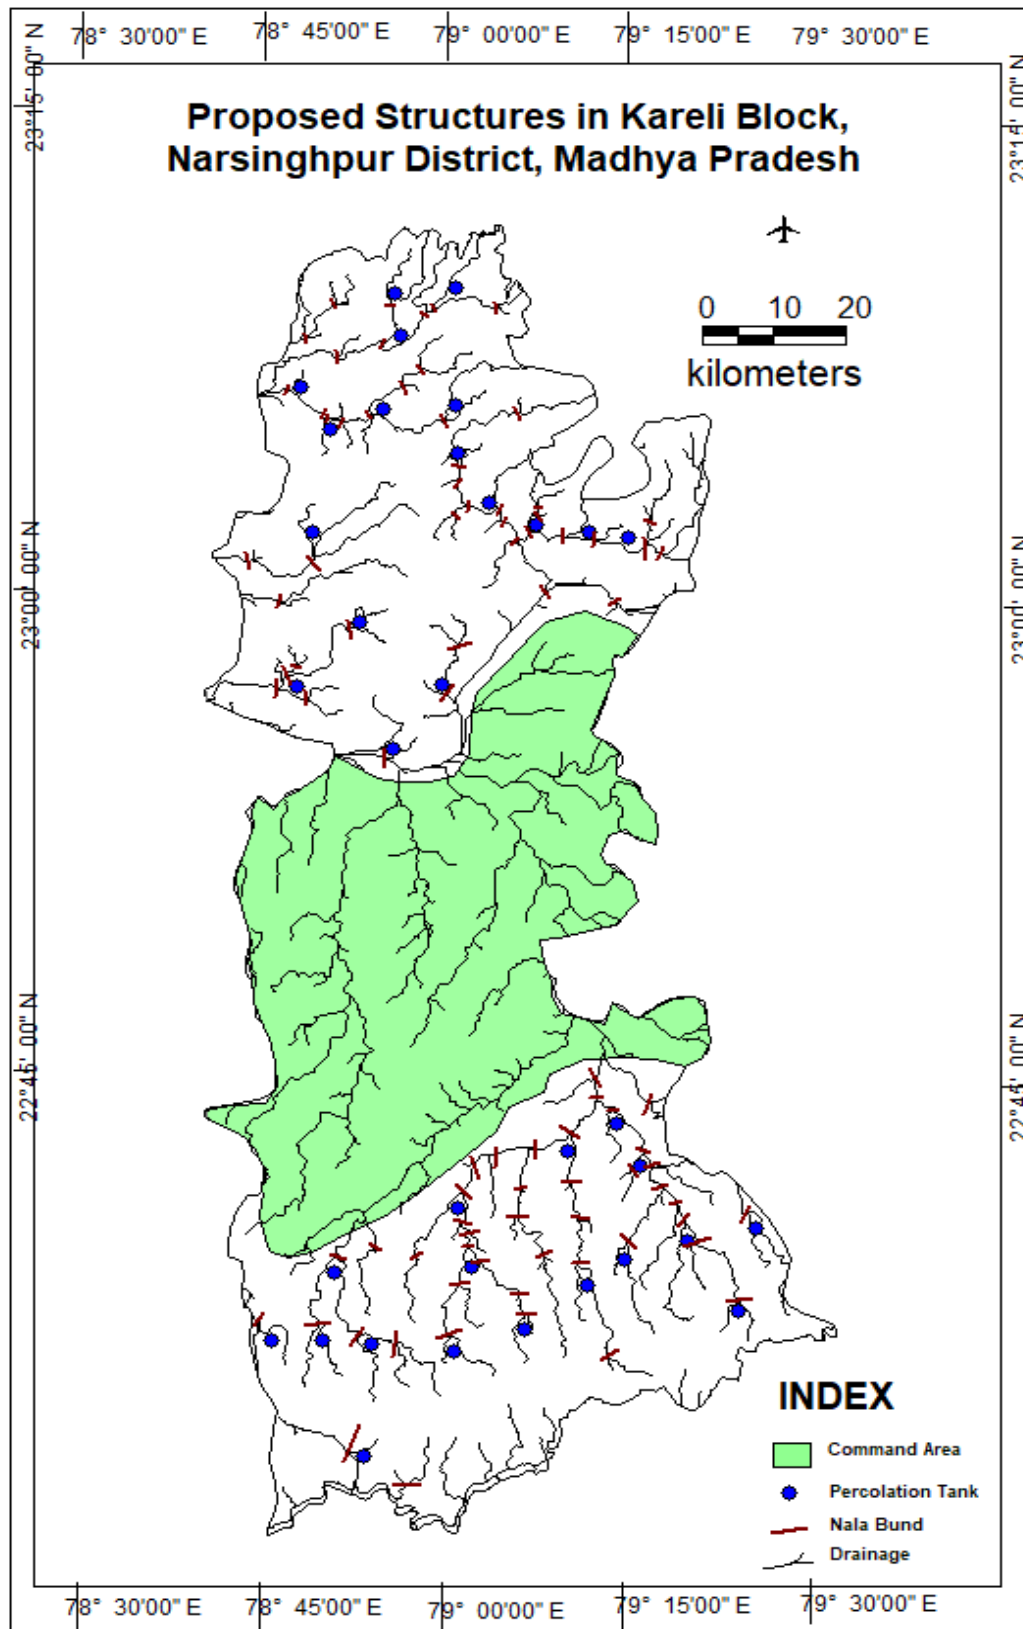 78° 30'00" E 78° 45'00" E 79° 00'00" E 79° 15'00" E 79° 30'00" E
23°15' 00" N
23°15' 00" N
Proposed Structures in Kareli Block,
Narsinghpur District, Madhya Pradesh
0 10 20
kilometers
23°00' 00" N
23°00' 00" N
22°45' 00" N
22°45' 00" N
INDEX
Command Area
Percolation Tank
Nala Bund
Drainage
78° 30'00" E 78° 45'00" E 79° 00'00" E 79° 15'00" E 79° 30'00" E